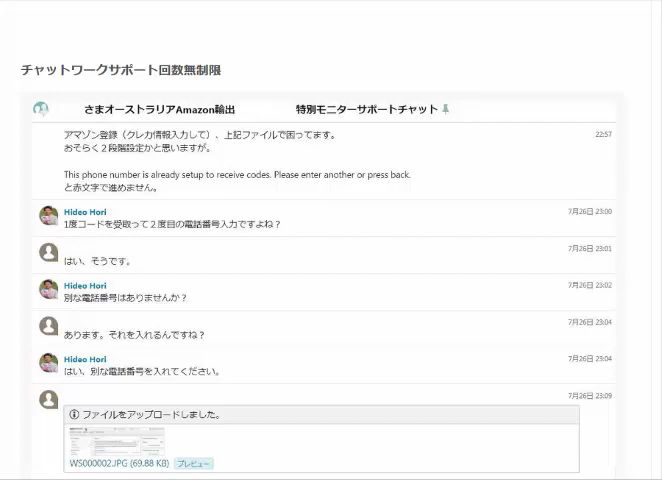 チャットワークサポート回数無制限
さまオーストラリアAmazon輸出 特別モニターサポートチャット
アマゾン登録（クレカ情報入力して）、上記ファイルで困ってます。 22:57
おそらく２段階設定かと思いますが。
This phone number is already setup to receive codes. Please enter another or press back.
と赤文字で進めません。
Hideo Hori 7月26日 23:00
1度コードを受取って２度目の電話番号入力ですよね？
7月26日 23:01
はい、そうです。
Hideo Hori 7月26日 23:02
別な電話番号はありませんか？
7月26日 23:04
あります。それを入れるんですね？
Hideo Hori 7月26日 23:04
はい、別な電話番号を入れてください。
7月26日 23:09
ファイルをアップロードしました。
WS000002.JPG (69.88 KB) プレビュー